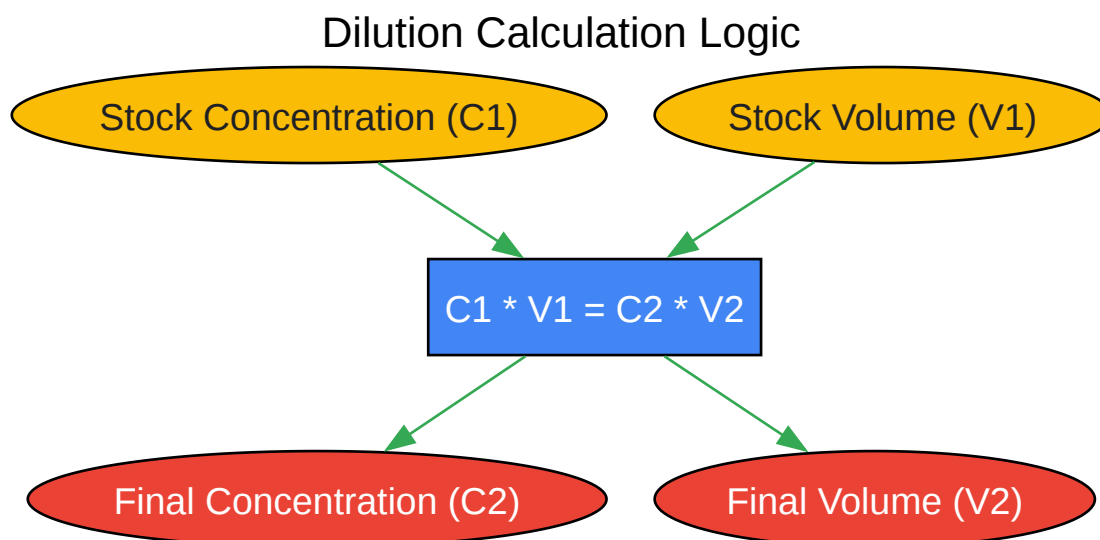 Dilution Calculation Logic
Stock Concentration (C1)
Stock Volume (V1)
C1 * V1 = C2 * V2
Final Concentration (C2)
Final Volume (V2)